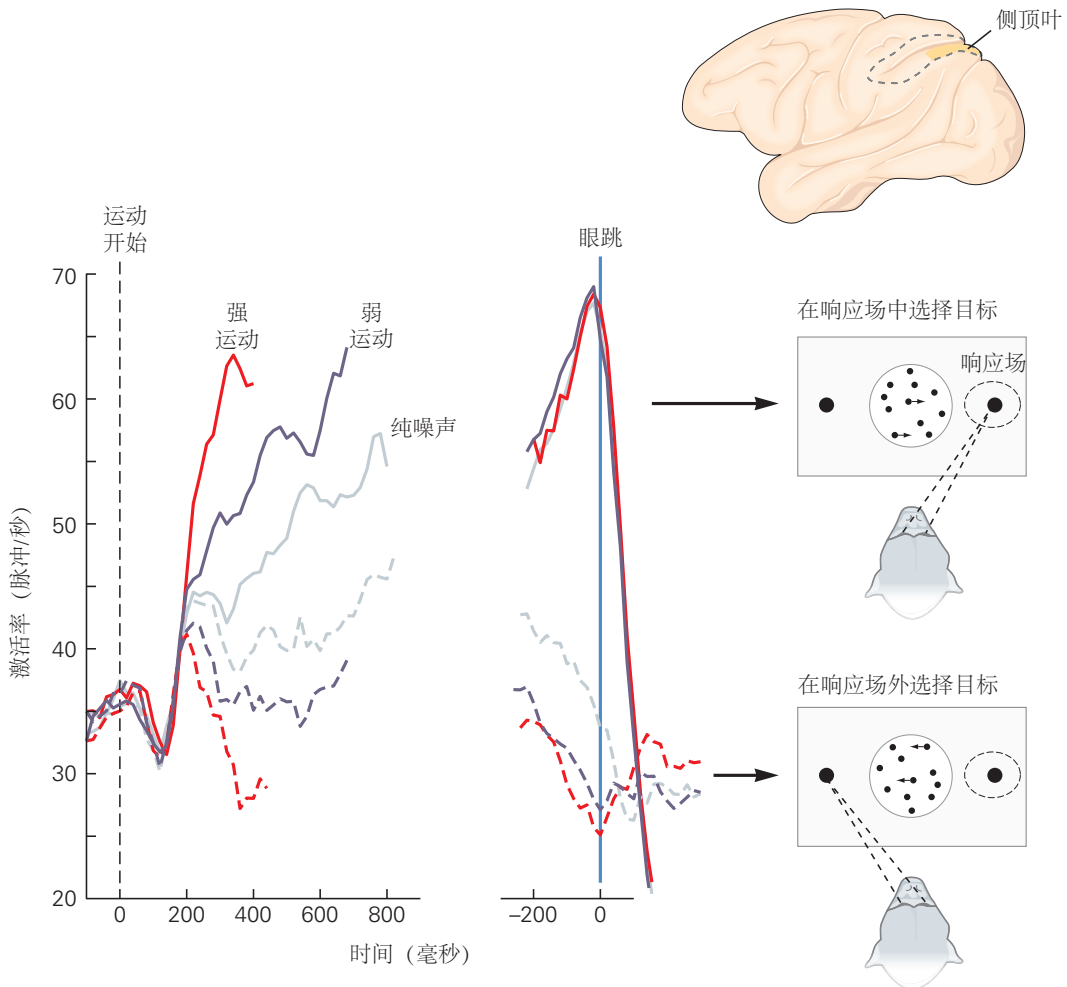 侧顶叶
运动
开始
眼跳
70
60
50
40
30
20
强
运动
弱
运动
纯噪声
激活率 (脉冲/秒)
0
200
400
600
800
–200
0
时间 (毫秒)
在响应场中选择目标
响应场
在响应场外选择目标